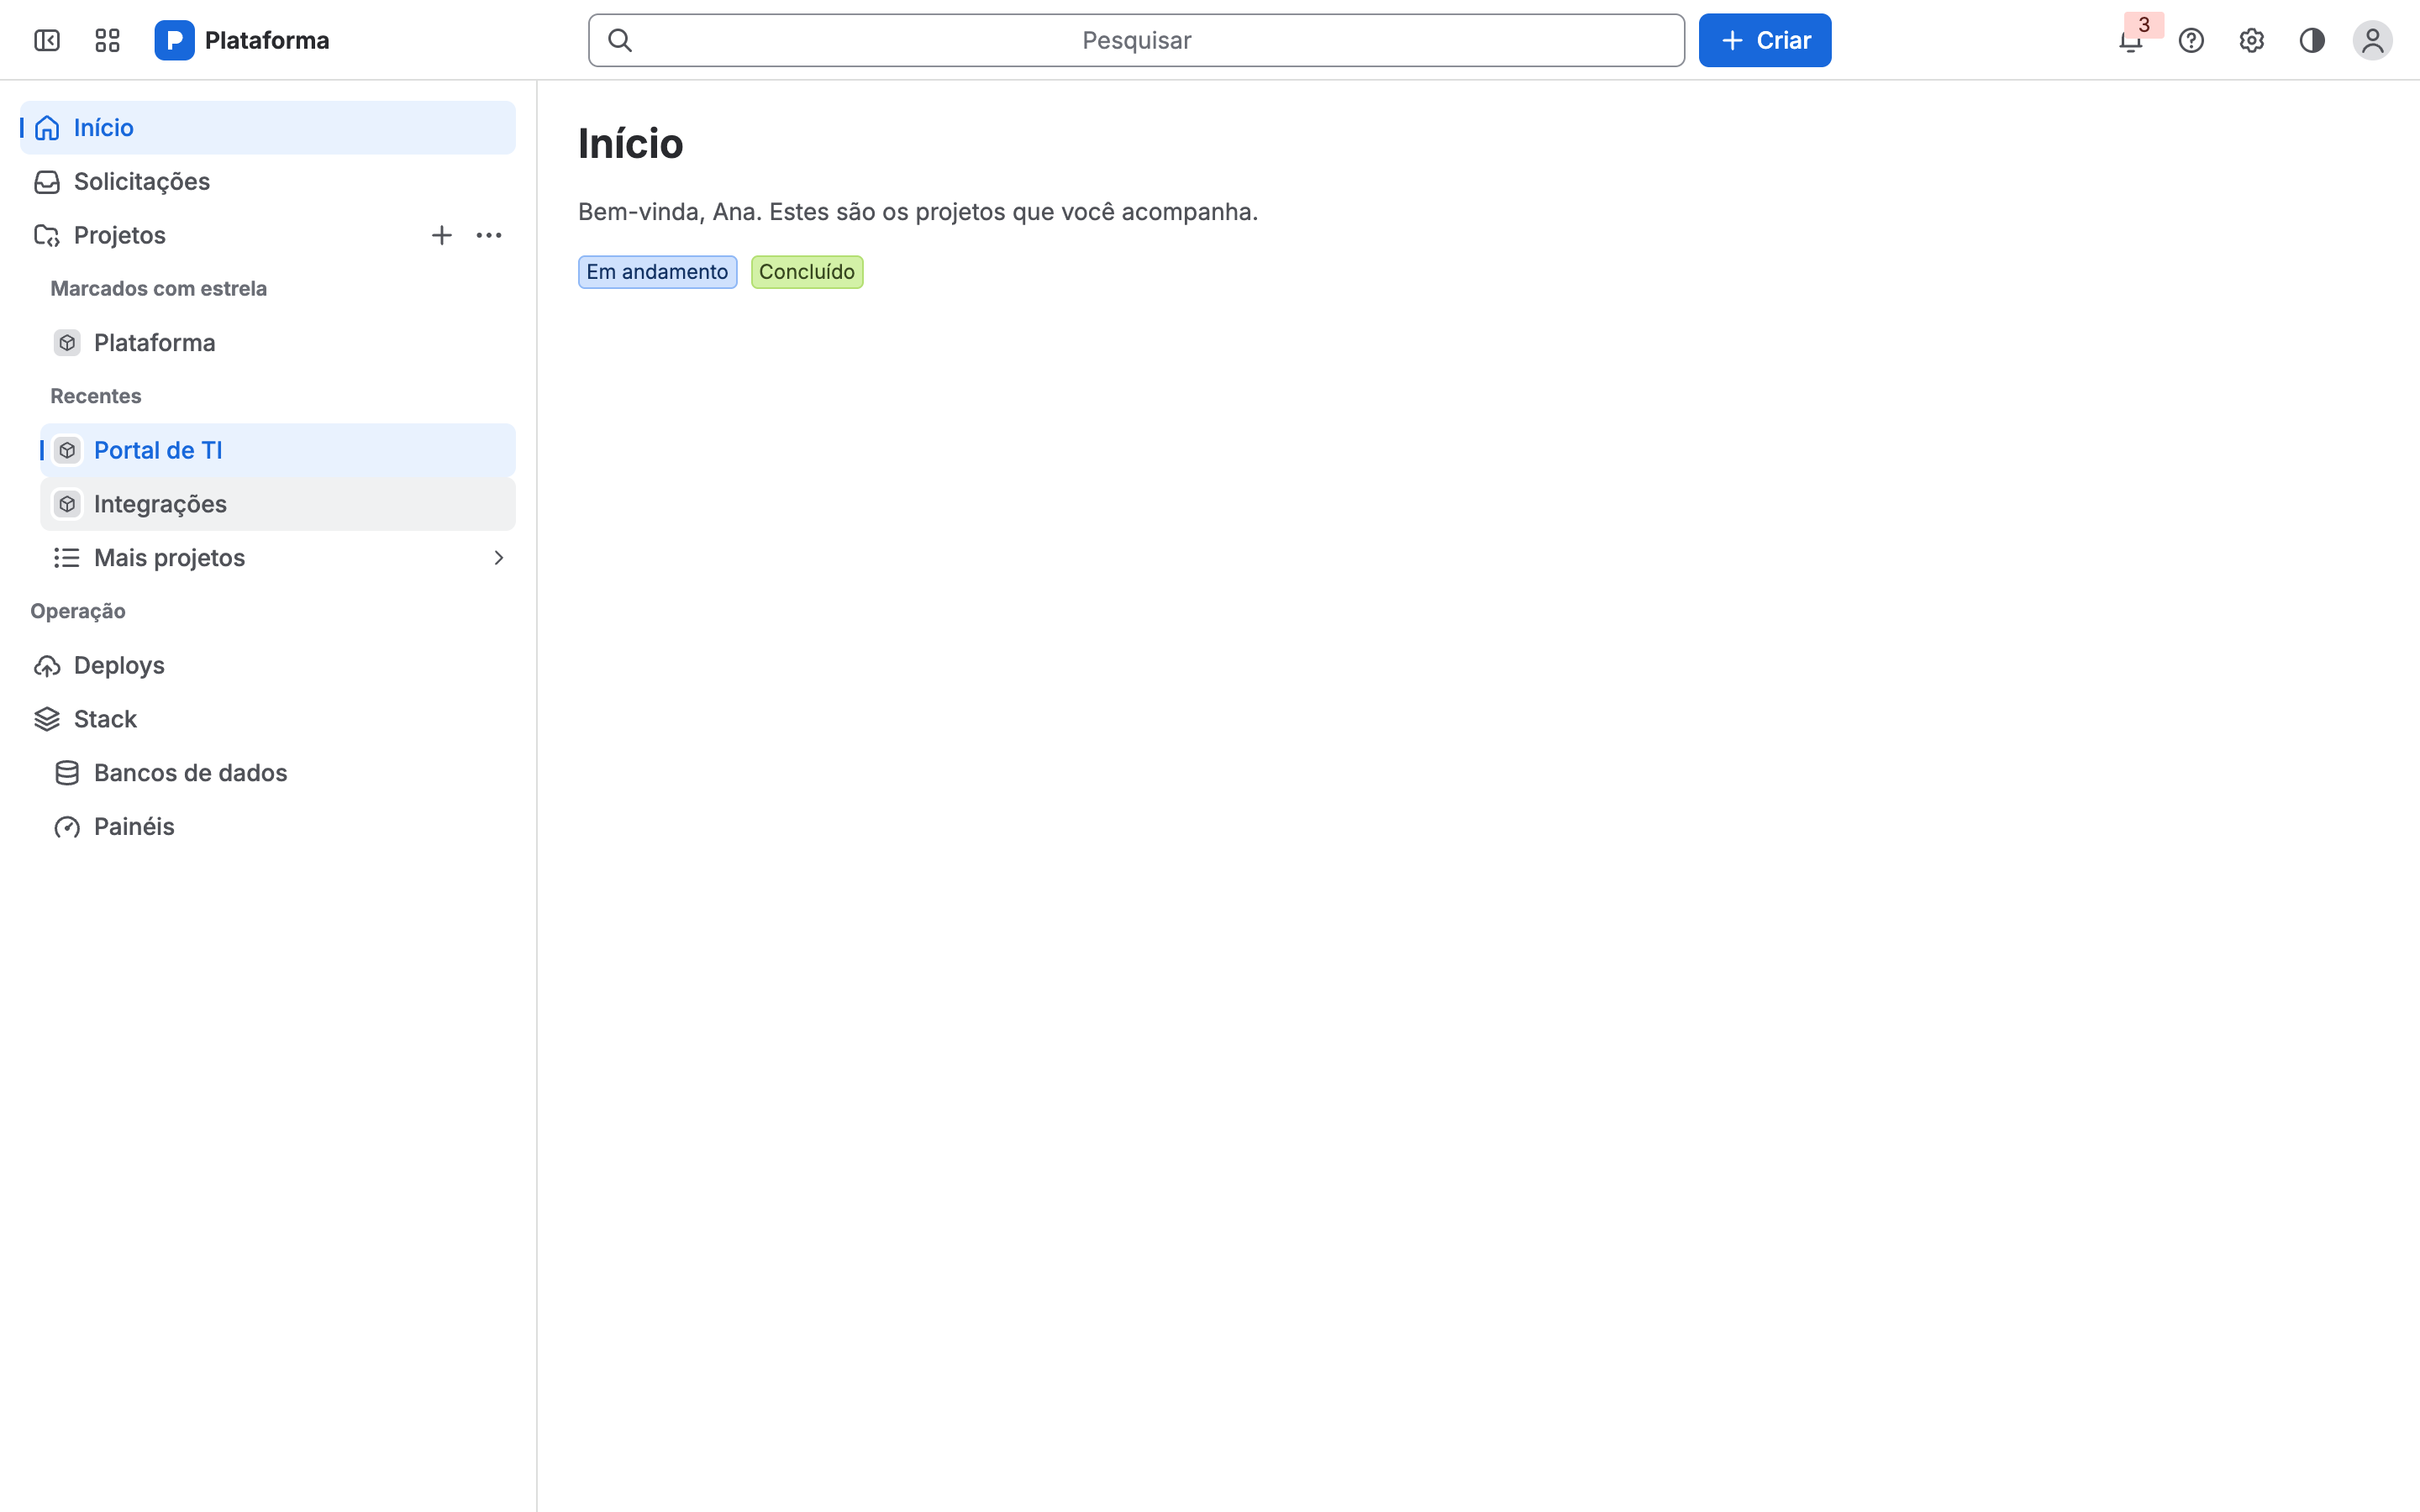 P Plataforma
Pesquisar
Criar
3
Início
Solicitações
Projetos
Marcados com estrela
Plataforma
Recentes
Portal de TI
Integrações
Mais projetos
Operação
Deploys
Stack
Bancos de dados
Painéis
Início
Bem-vinda, Ana. Estes são os projetos que você acompanha.
Em andamento Concluído